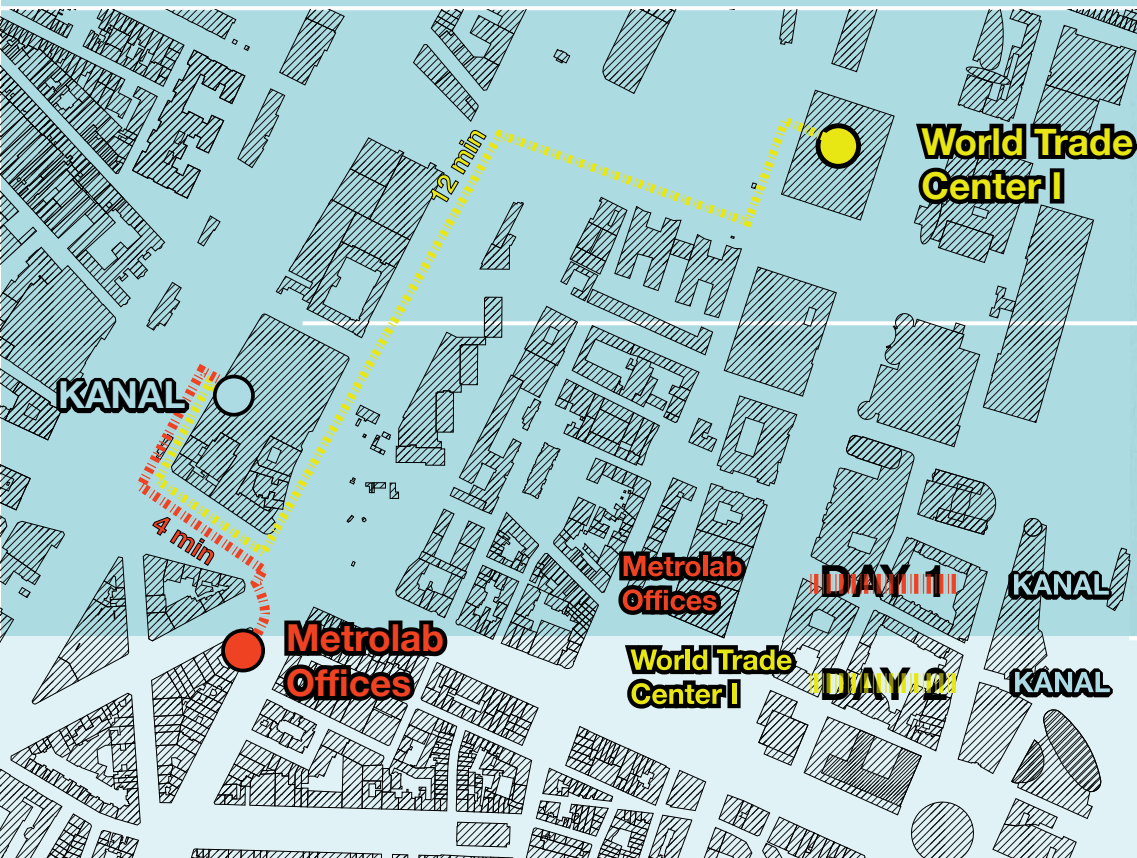 12 min
World Trade
Center I
KANAL
4 min
Metrolab
Offices
Metrolab
Offices
DAY 1
KANAL
World Trade
Center I
DAY 2
KANAL